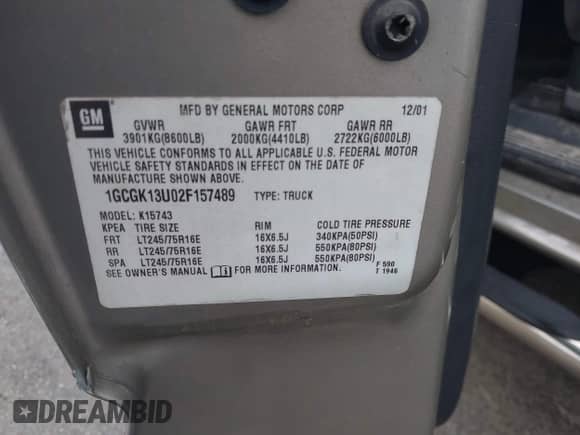 GM
MFD BY GENERAL MOTORS CORP 12/01
GVWR GAWR FRT GAWR RR
3901KG(8600LB) 2000KG(4410LB) 2722KG(6000LB)
THIS VEHICLE CONFORMS TO ALL APPLICABLE U.S. FEDERAL MOTOR
VEHICLE SAFETY STANDARDS IN EFFECT ON THE DATE OF
MANUFACTURE SHOWN ABOVE.
1GCGK13U02F157489 TYPE: TRUCK
MODEL: K15743
KPEA TIRE SIZE RIM COLD TIRE PRESSURE
FRT LT245/75R16E 16X6.5J 340KPA(50PSI)
RR LT245/75R16E 16X6.5J 550KPA(80PSI)
SPA LT245/75R16E 16X6.5J 550KPA(80PSI)
SEE OWNER'S MANUAL FOR MORE INFORMATION.
F 590
T 1946
DREAMBID